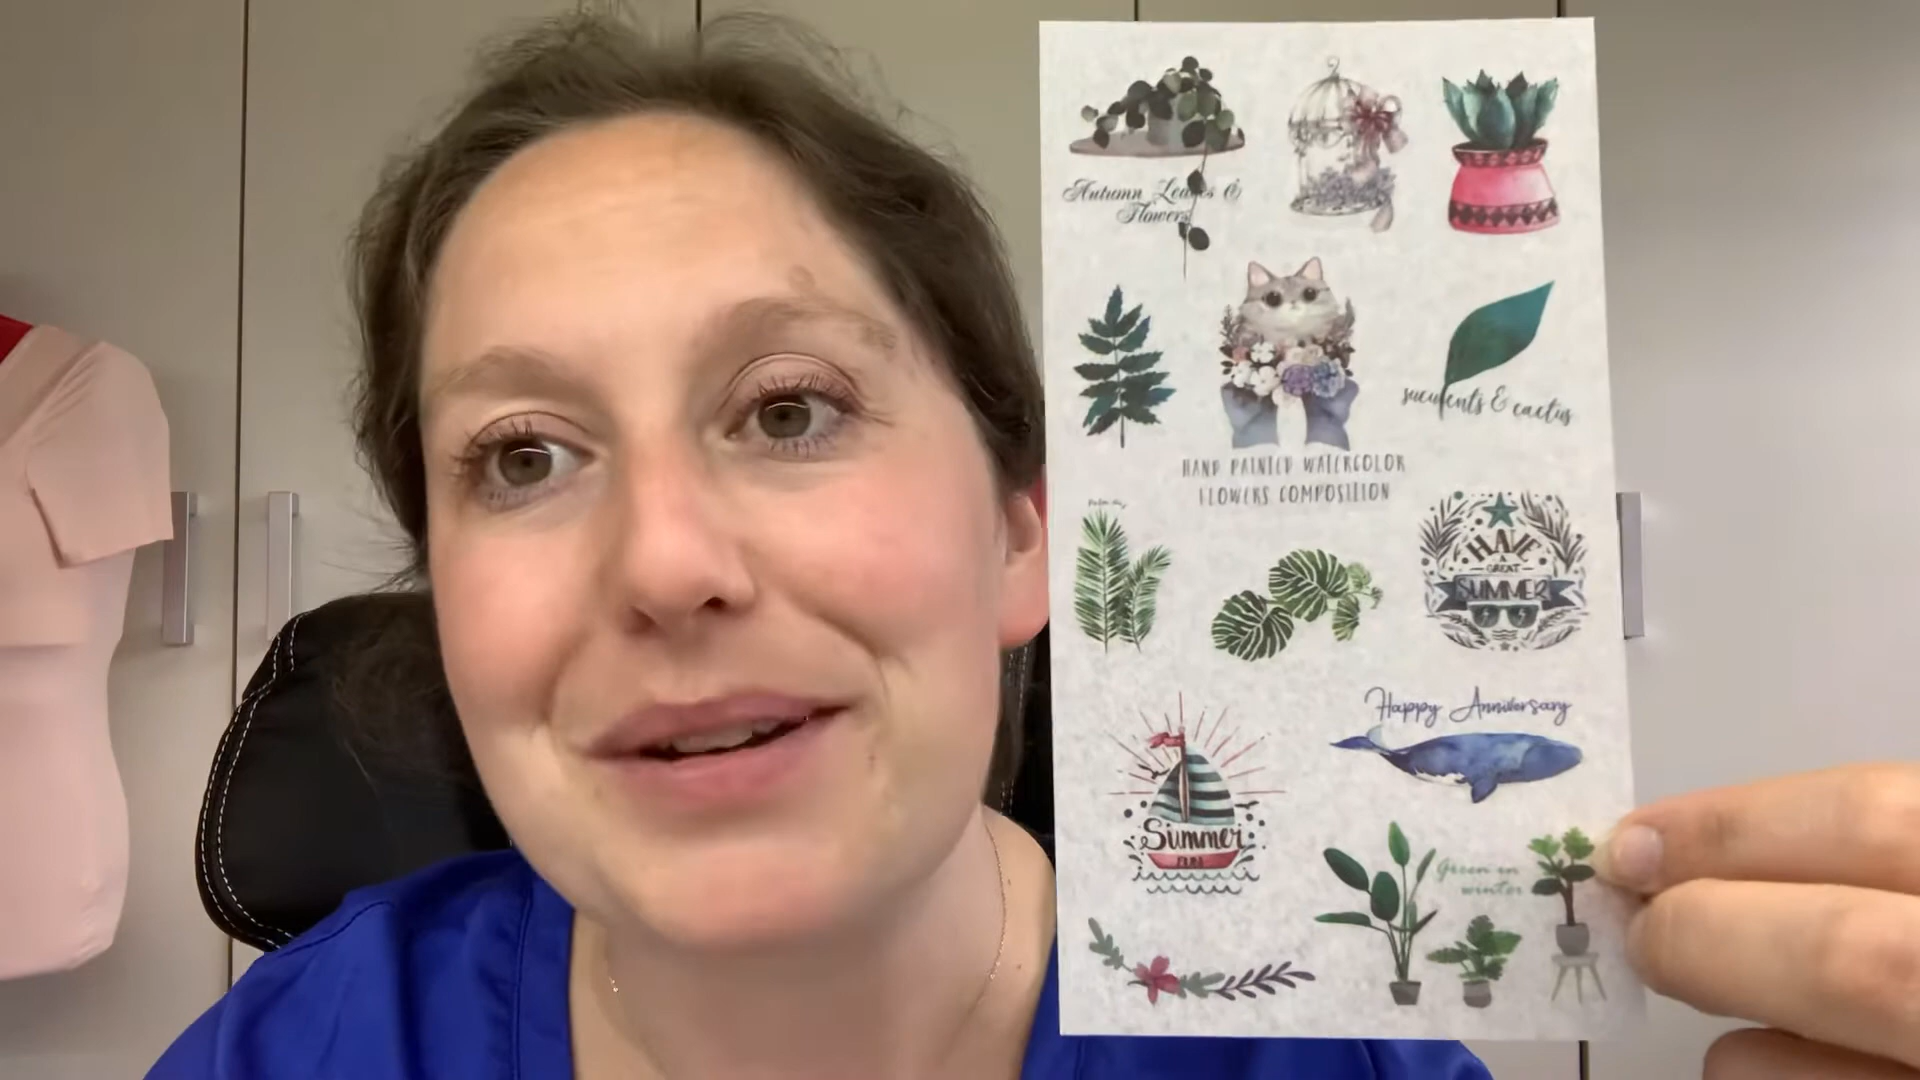 Autumn Leaves &
Flowers
succulents & cactus
HAND PAINTED WATERCOLOR
FLOWERS COMPOSITION
HAVE
A
GREAT
SUMMER
Happy Anniversary
Summer
FUN
Green in
winter